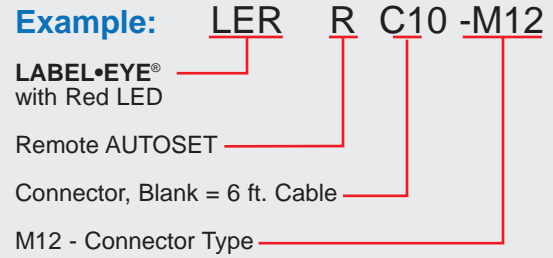 Example: LER R C10 -M12
LABEL•EYE®
with Red LED
Remote AUTOSET
Connector, Blank = 6 ft. Cable
M12 - Connector Type